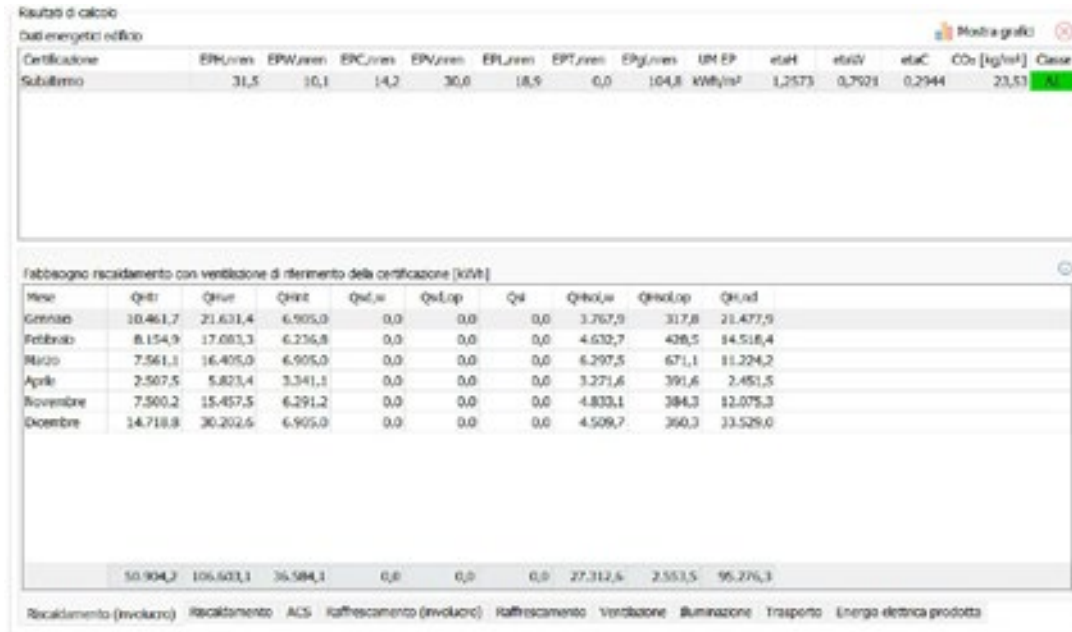 Risultati di calcolo
Dati energetici edificio
Mostra grafici
Certificazione EPH,nren EPW,nren EPC,nren EPV,nren EPL,nren EPT,nren EPgl,nren UM EP etaH etaW etaC CO₂ [kg/m²] Classe
Subalterno 31,5 10,1 14,2 30,0 18,9 0,0 104,8 kWh/m² 1,2573 0,7921 0,2944 23,53
Fabbisogno riscaldamento con ventilazione di riferimento della certificazione [kWh]
Mese QHtr QHve QHint Qsd,w Qsd,op Qsi QHsol,w QHsol,op QH,nd
Gennaio 10.461,7 21.631,4 6.905,0 0,0 0,0 0,0 3.767,9 317,8 21.477,9
Febbraio 8.154,9 17.083,3 6.236,8 0,0 0,0 0,0 4.632,7 428,5 14.518,4
Marzo 7.561,1 16.405,0 6.905,0 0,0 0,0 0,0 6.297,5 671,1 11.224,2
Aprile 2.507,5 5.823,4 3.341,1 0,0 0,0 0,0 3.271,6 391,6 2.451,5
Novembre 7.500,2 15.457,5 6.291,2 0,0 0,0 0,0 4.833,1 384,3 12.075,3
Dicembre 14.718,8 30.202,6 6.905,0 0,0 0,0 0,0 4.509,7 360,3 33.529,0
50.904,2 106.603,1 36.584,1 0,0 0,0 0,0 27.312,6 2.553,5 95.276,3
Riscaldamento (involucro) Riscaldamento ACS Raffrescamento (involucro) Raffrescamento Ventilazione Illuminazione Trasporto Energia elettrica prodotta